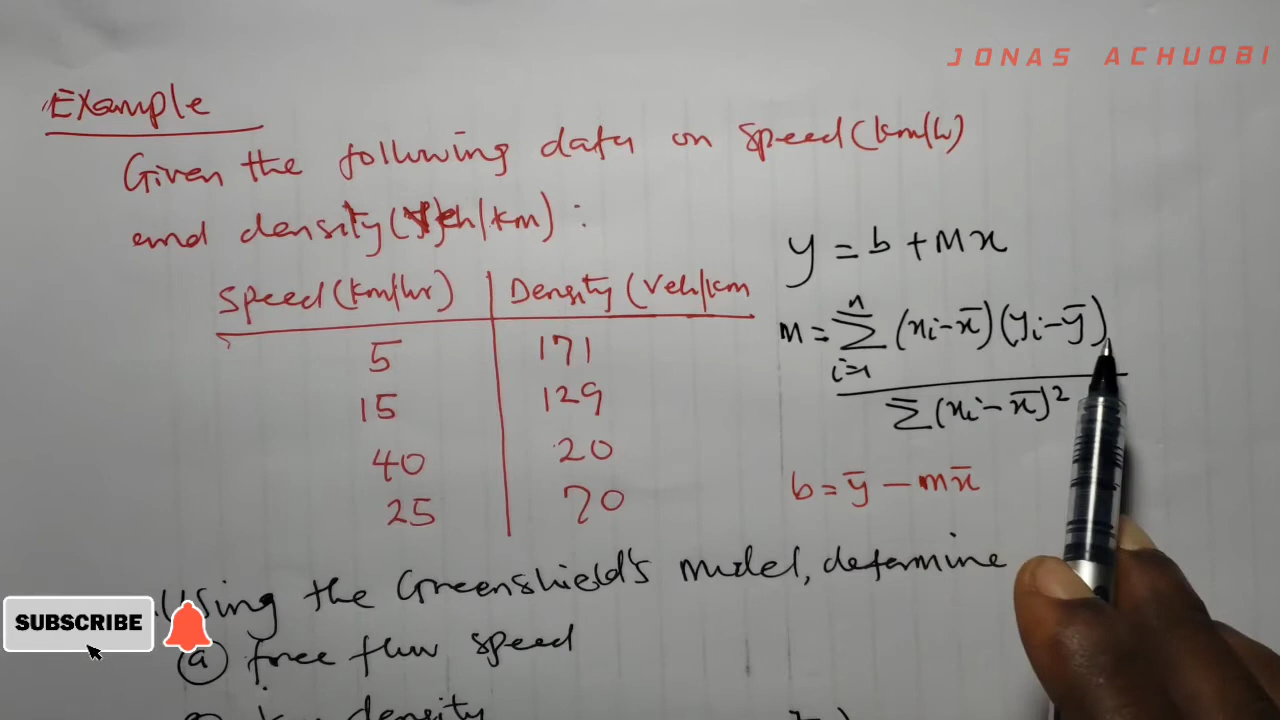 JONAS ACHUOBI
Example
Given the following data on speed (km/h)
and density (Veh/km) :
Speed (km/hr) Density (Veh/km
5 171
15 129
40 20
25 70
y = b + mx
m = n∑i=1 (xi - x̄)(yi - ȳ)
∑(xi - x̄)²
b = ȳ - mx̄
Using the Greenshield's model, determine
SUBSCRIBE
(a) free flow speed
density